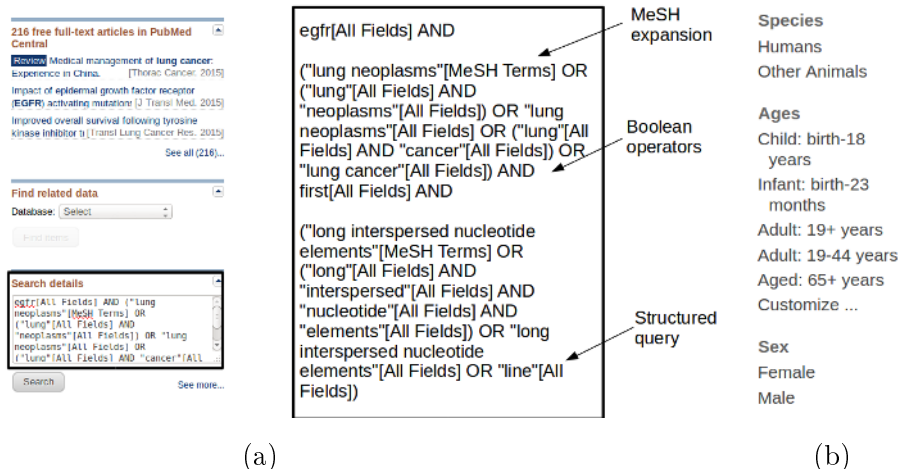 216 free full-text articles in PubMed
Central
Review Medical management of lung cancer:
Experience in China. [Thorac Cancer. 2015]
Impact of epidermal growth factor receptor
(EGFR) activating mutations [J Transl Med. 2015]
Improved overall survival following tyrosine
kinase inhibitor t [Transl Lung Cancer Res. 2015]
See all (216)...
Find related data
Database: Select
Find items
Search details
egfr[All Fields] AND ("lung
neoplasms"[MeSH Terms] OR
("lung"[All Fields] AND
"neoplasms"[All Fields]) OR "lung
neoplasms"[All Fields] OR
("lung"[All Fields] AND "cancer"[All
Search
See more...
egfr[All Fields] AND
("lung neoplasms"[MeSH Terms] OR
("lung"[All Fields] AND
"neoplasms"[All Fields]) OR "lung
neoplasms"[All Fields] OR ("lung"[All
Fields] AND "cancer"[All Fields]) OR
"lung cancer"[All Fields]) AND
first[All Fields] AND
("long interspersed nucleotide
elements"[MeSH Terms] OR
("long"[All Fields] AND
"interspersed"[All Fields] AND
"nucleotide"[All Fields] AND
"elements"[All Fields]) OR "long
interspersed nucleotide
elements"[All Fields] OR "line"[All
Fields])
MeSH
expansion
Boolean
operators
Structured
query
(a)
Species
Humans
Other Animals
Ages
Child: birth-18
years
Infant: birth-23
months
Adult: 19+ years
Adult: 19-44 years
Aged: 65+ years
Customize ...
Sex
Female
Male
(b)